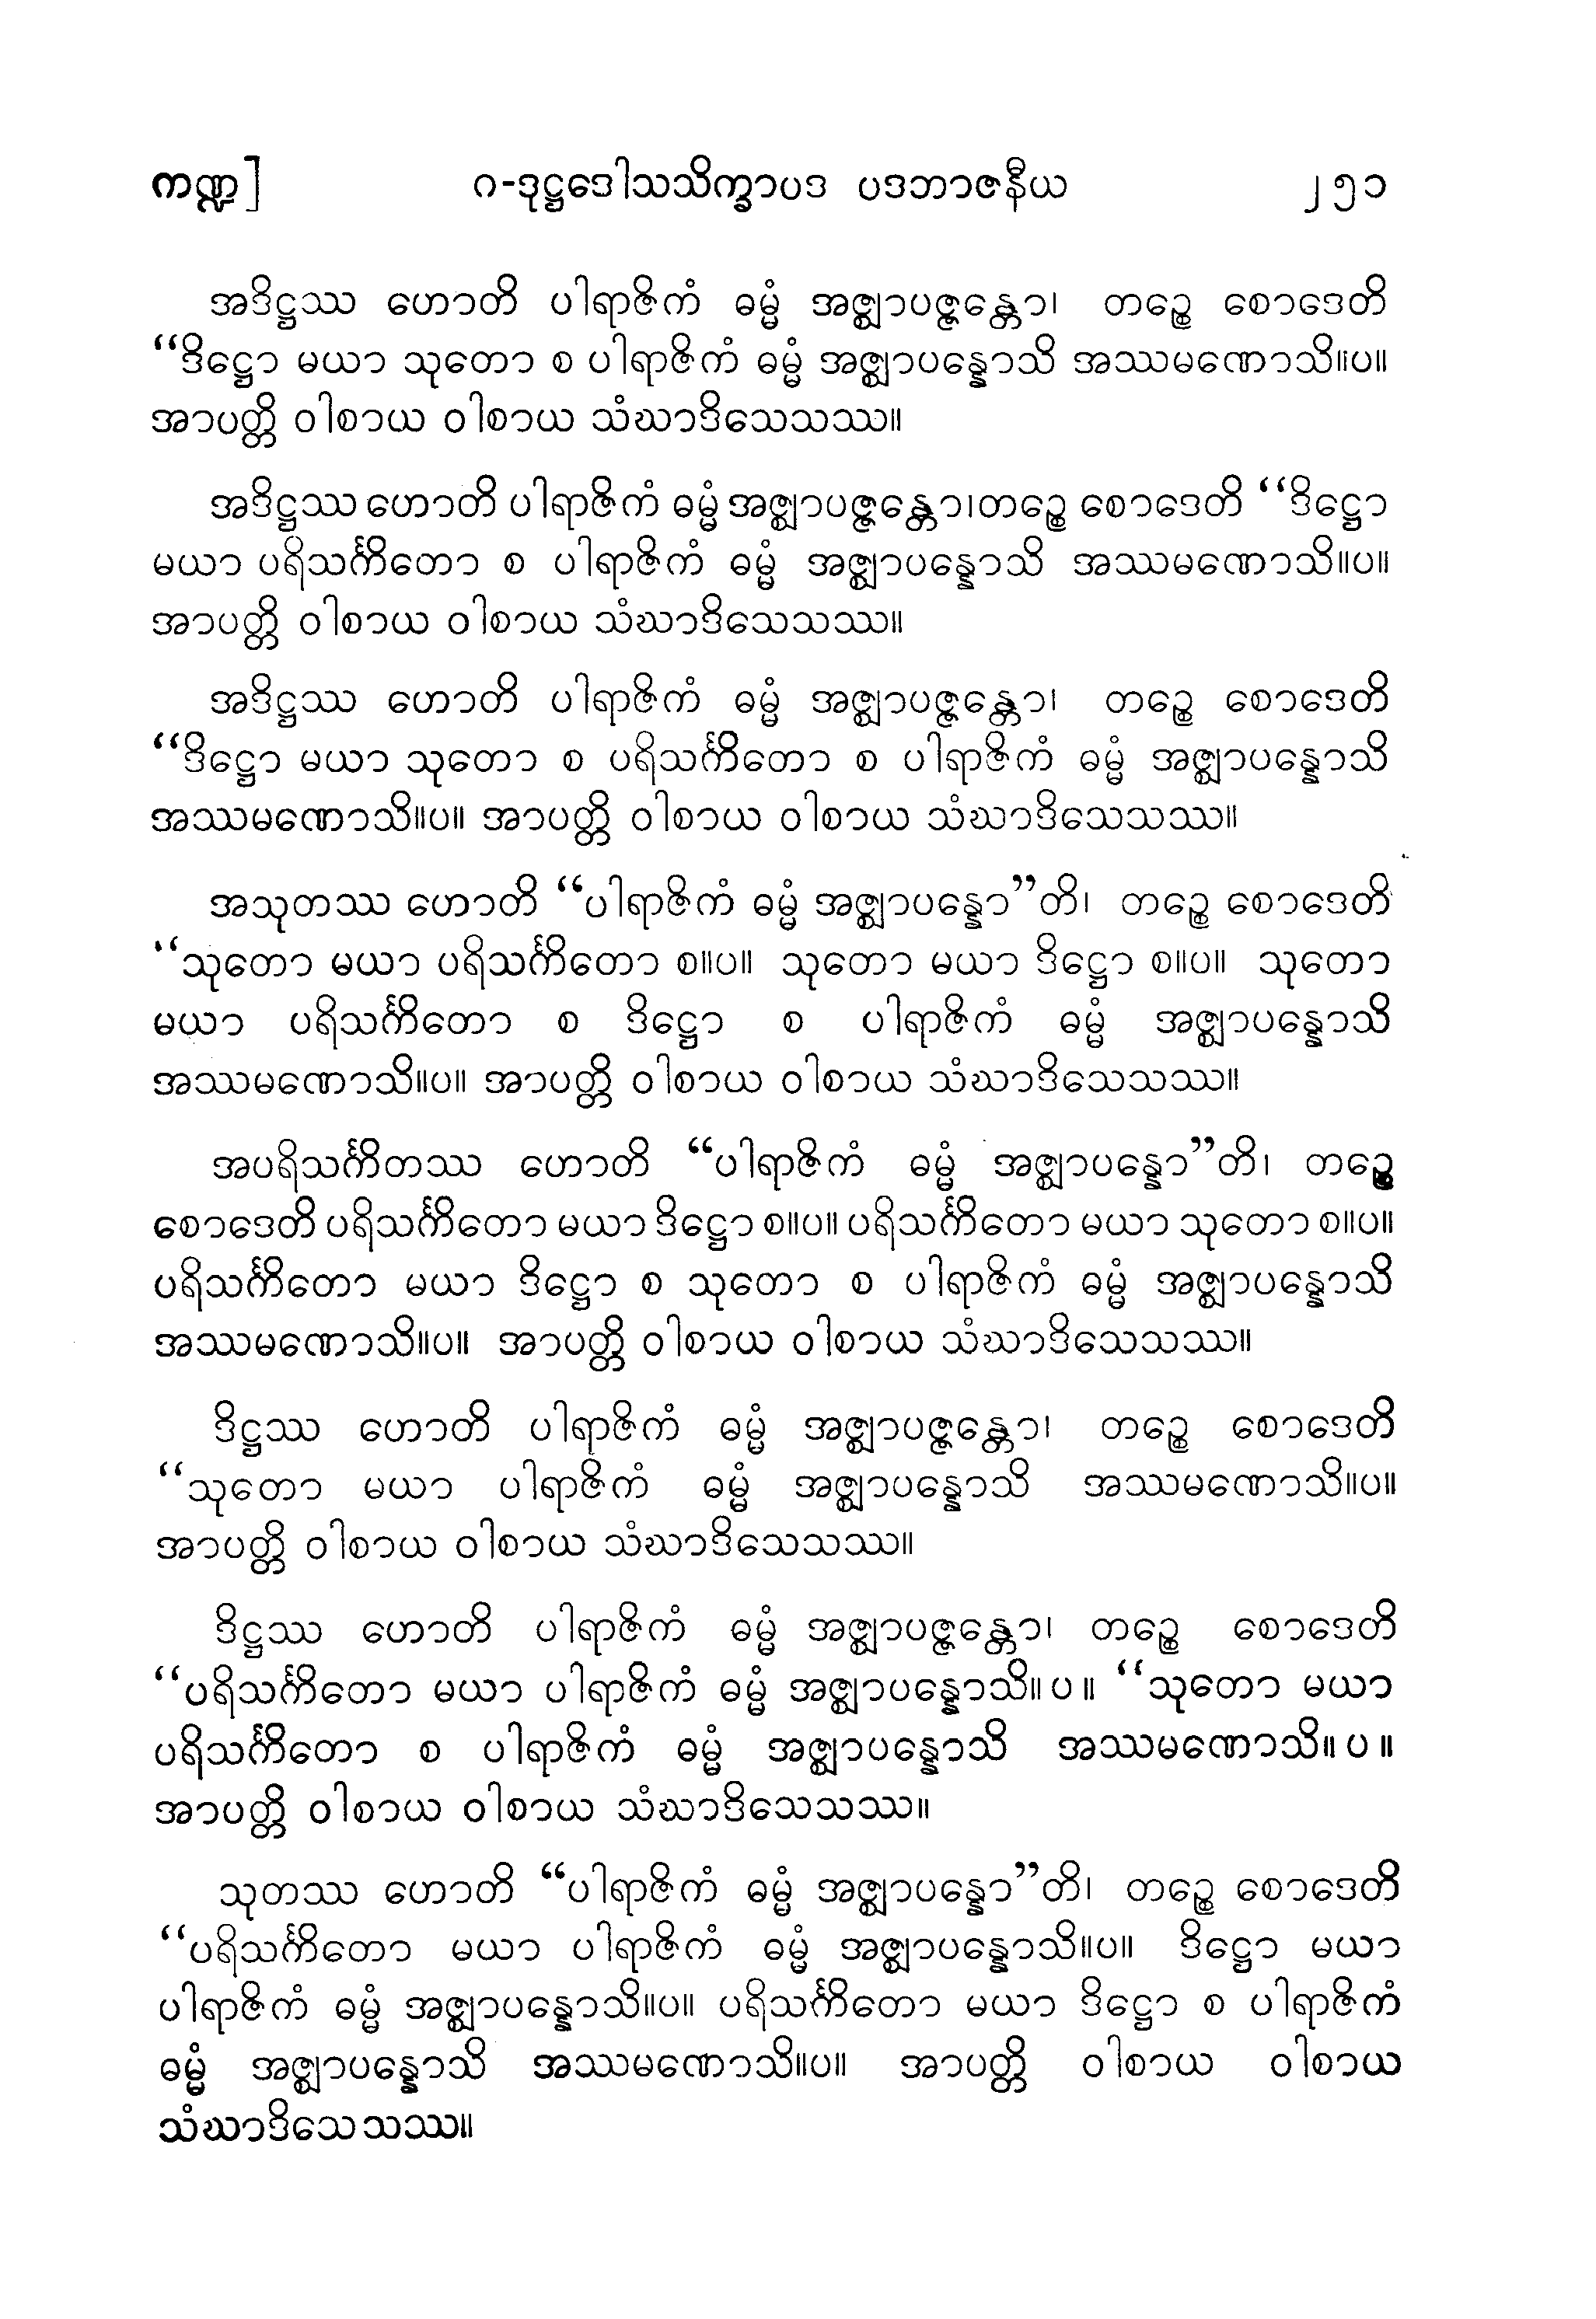 ကဏ္ဍ] ဂ-ဒုဋ္ဌဒေါသသိက္ခာပဒ ပဒဘာဇနီယ ၂၅၁
အဒိဋ္ဌဿ ဟောတိ ပါရာဇိကံ ဓမ္မံ အဇ္ဈာပဇ္ဇန္တော၊ တဉ္စေ စောဒေတိ
“ဒိဋ္ဌော မယာ သုတော စ ပါရာဇိကံ ဓမ္မံ အဇ္ဈာပန္နောသိ အဿမဏောသိ။ပ။
အာပတ္တိ ဝါစာယ ဝါစာယ သံဃာဒိသေသဿ။
အဒိဋ္ဌဿ ဟောတိ ပါရာဇိကံ ဓမ္မံ အဇ္ဈာပဇ္ဇန္တော၊တဉ္စေ စောဒေတိ “ဒိဋ္ဌော
မယာ ပရိသင်္ကိတော စ ပါရာဇိကံ ဓမ္မံ အဇ္ဈာပန္နောသိ အဿမဏောသိ။ပ။
အာပတ္တိ ဝါစာယ ဝါစာယ သံဃာဒိသေသဿ။
အဒိဋ္ဌဿ ဟောတိ ပါရာဇိကံ ဓမ္မံ အဇ္ဈာပဇ္ဇန္တော၊ တဉ္စေ စောဒေတိ
“ဒိဋ္ဌော မယာ သုတော စ ပရိသင်္ကိတော စ ပါရာဇိကံ ဓမ္မံ အဇ္ဈာပန္နောသိ
အဿမဏောသိ။ပ။ အာပတ္တိ ဝါစာယ ဝါစာယ သံဃာဒိသေသဿ။
အသုတဿ ဟောတိ “ပါရာဇိကံ ဓမ္မံ အဇ္ဈာပန္နော”တိ၊ တဉ္စေ စောဒေတိ
“သုတော မယာ ပရိသင်္ကိတော စ။ပ။ သုတော မယာ ဒိဋ္ဌော စ။ပ။ သုတော
မယာ ပရိသင်္ကိတော စ ဒိဋ္ဌော စ ပါရာဇိကံ ဓမ္မံ အဇ္ဈာပန္နောသိ
အဿမဏောသိ။ပ။ အာပတ္တိ ဝါစာယ ဝါစာယ သံဃာဒိသေသဿ။
အပရိသင်္ကိတဿ ဟောတိ “ပါရာဇိကံ ဓမ္မံ အဇ္ဈာပန္နော”တိ၊ တဉ္စေ
စောဒေတိ ပရိသင်္ကိတော မယာ ဒိဋ္ဌော စ။ပ။ ပရိသင်္ကိတော မယာ သုတော စ။ပ။
ပရိသင်္ကိတော မယာ ဒိဋ္ဌော စ သုတော စ ပါရာဇိကံ ဓမ္မံ အဇ္ဈာပန္နောသိ
အဿမဏောသိ။ပ။ အာပတ္တိ ဝါစာယ ဝါစာယ သံဃာဒိသေသဿ။
ဒိဋ္ဌဿ ဟောတိ ပါရာဇိကံ ဓမ္မံ အဇ္ဈာပဇ္ဇန္တော၊ တဉ္စေ စောဒေတိ
“သုတော မယာ ပါရာဇိကံ ဓမ္မံ အဇ္ဈာပန္နောသိ အဿမဏောသိ။ပ။
အာပတ္တိ ဝါစာယ ဝါစာယ သံဃာဒိသေသဿ။
ဒိဋ္ဌဿ ဟောတိ ပါရာဇိကံ ဓမ္မံ အဇ္ဈာပဇ္ဇန္တော၊ တဉ္စေ စောဒေတိ
“ပရိသင်္ကိတော မယာ ပါရာဇိကံ ဓမ္မံ အဇ္ဈာပန္နောသိ။ပ။ “သုတော မယာ
ပရိသင်္ကိတော စ ပါရာဇိကံ ဓမ္မံ အဇ္ဈာပန္နောသိ အဿမဏောသိ။ပ။
အာပတ္တိ ဝါစာယ ဝါစာယ သံဃာဒိသေသဿ။
သုတဿ ဟောတိ “ပါရာဇိကံ ဓမ္မံ အဇ္ဈာပန္နော”တိ၊ တဉ္စေ စောဒေတိ
“ပရိသင်္ကိတော မယာ ပါရာဇိကံ ဓမ္မံ အဇ္ဈာပန္နောသိ။ပ။ ဒိဋ္ဌော မယာ
ပါရာဇိကံ ဓမ္မံ အဇ္ဈာပန္နောသိ။ပ။ ပရိသင်္ကိတော မယာ ဒိဋ္ဌော စ ပါရာဇိကံ
ဓမ္မံ အဇ္ဈာပန္နောသိ အဿမဏောသိ။ပ။ အာပတ္တိ ဝါစာယ ဝါစာယ
သံဃာဒိသေသဿ။